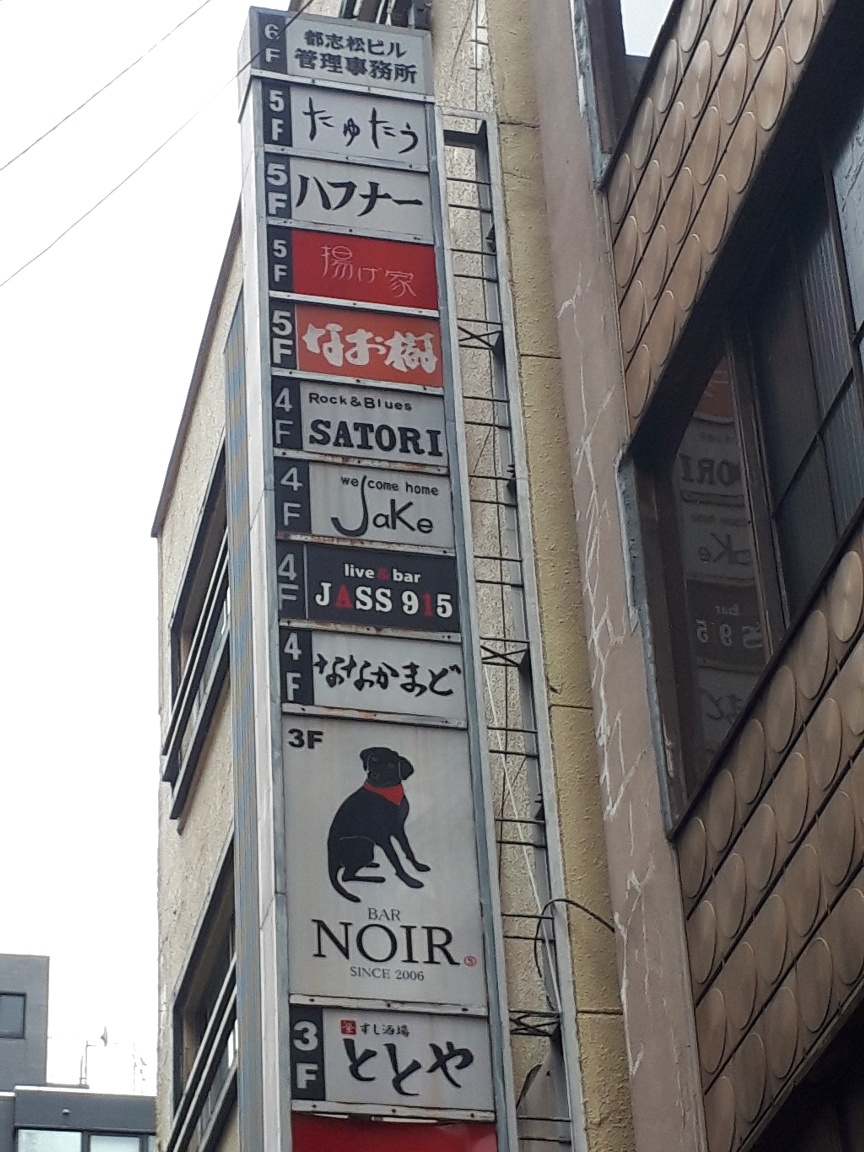 6F
都志松ビル
管理事務所
5F
たゆたう
5F
ハフナー
5F
揚げ家
5F
なお樹
4F
Rock&Blues
SATORI
4F
welcome home
Jake
4F
live&bar
JASS 915
4F
ななかまど
3F
BAR
NOIR
SINCE 2006
3F
すし酒場
ととや